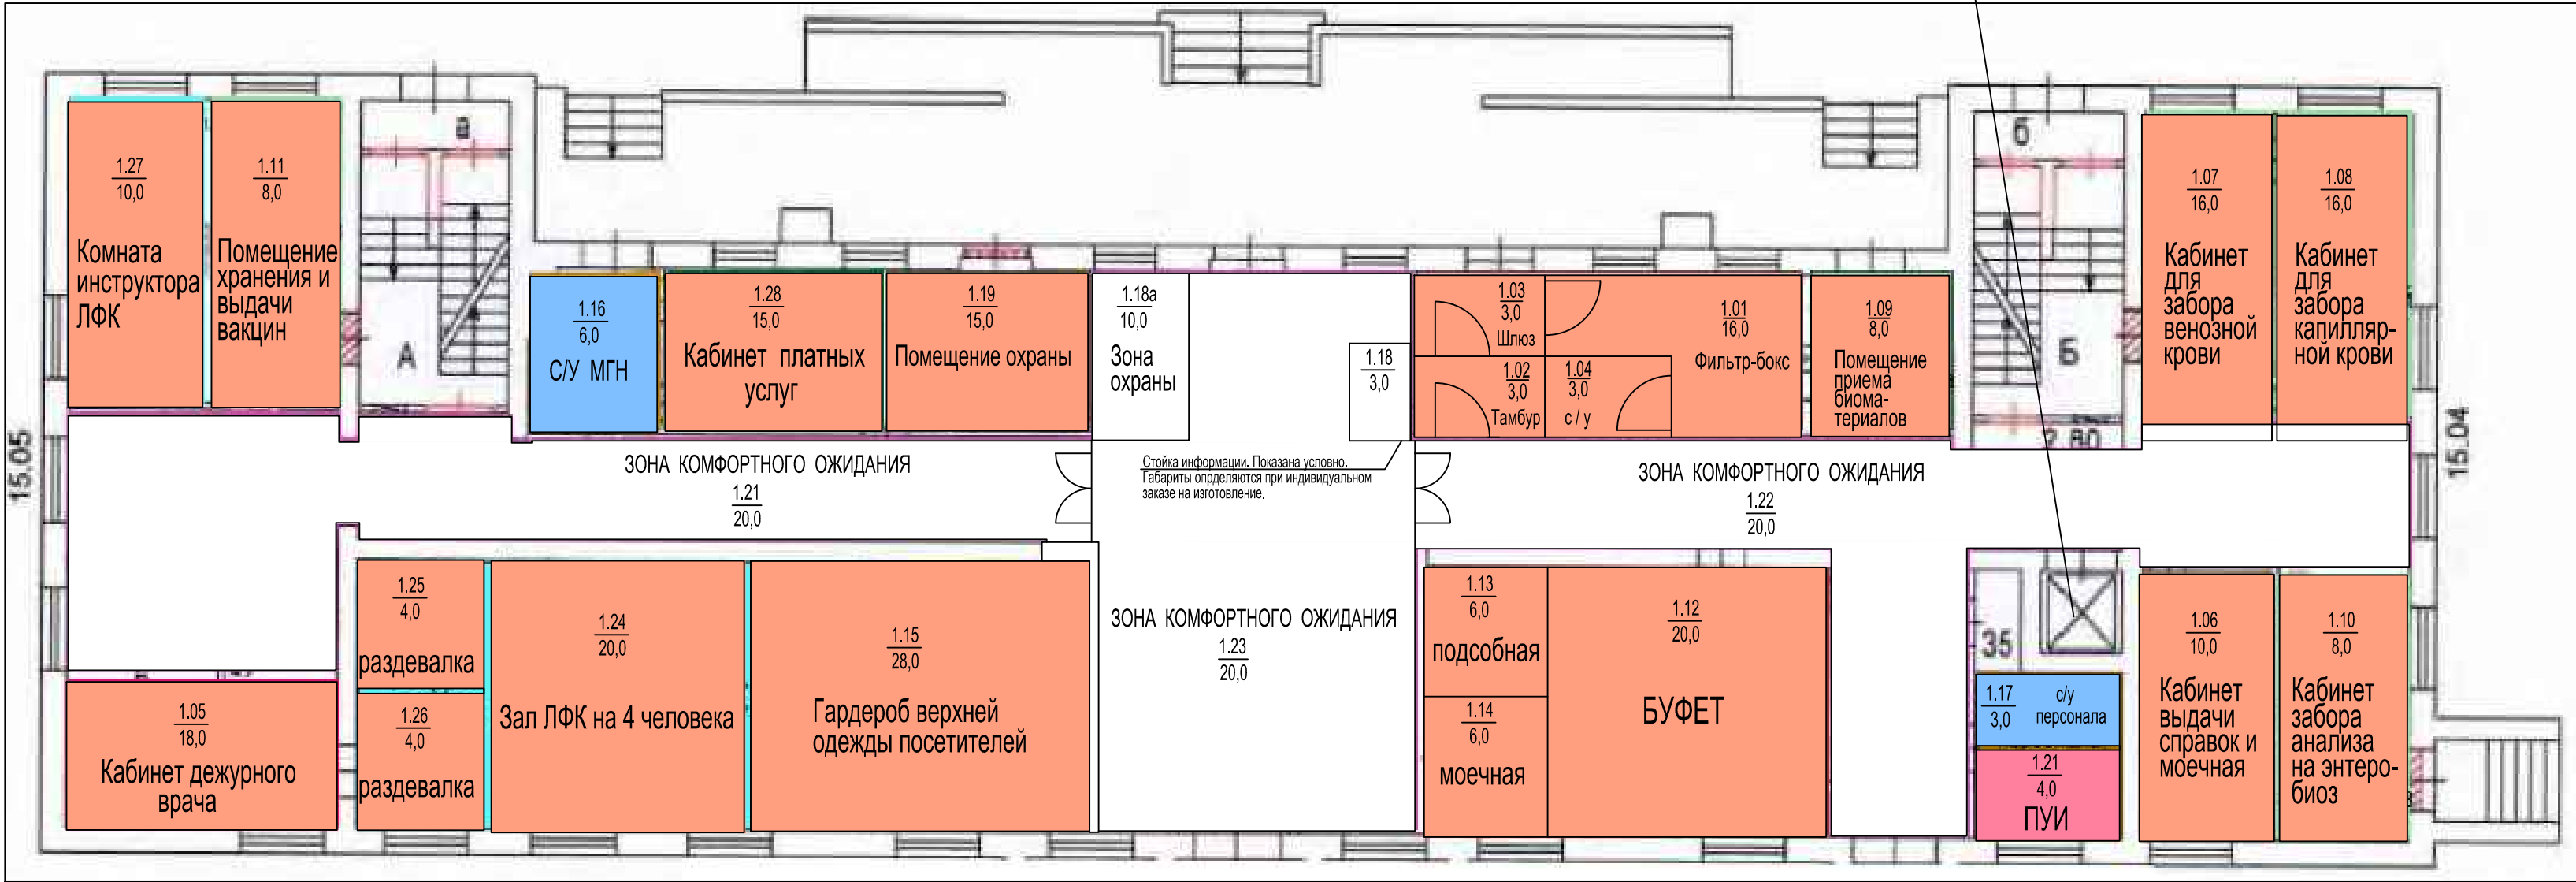 1.27
10,0
Комната
инструктора
ЛФК
1.11
8,0
Помещение
хранения и
выдачи
вакцин
в
А
1.16
6,0
С/У МГН
1.28
15,0
Кабинет платных
услуг
1.19
15,0
Помещение охраны
1.18а
10,0
Зона
охраны
1.18
3,0
1.03
3,0
Шлюз
1.02
3,0
Тамбур
1.04
3,0
с / у
1.01
16,0
Фильтр-бокс
1.09
8,0
Помещение
приема
биома-
териалов
б
Б
2.80
1.07
16,0
Кабинет
для
забора
венозной
крови
1.08
16,0
Кабинет
для
забора
капилляр-
ной крови
15.05
15.04
ЗОНА КОМФОРТНОГО ОЖИДАНИЯ
1.21
20,0
Стойка информации. Показана условно.
Габариты опрделяются при индивидуальном
заказе на изготовление.
ЗОНА КОМФОРТНОГО ОЖИДАНИЯ
1.22
20,0
1.05
18,0
Кабинет дежурного
врача
1.25
4,0
раздевалка
1.26
4,0
раздевалка
1.24
20,0
Зал ЛФК на 4 человека
1.15
28,0
Гардероб верхней
одежды посетителей
ЗОНА КОМФОРТНОГО ОЖИДАНИЯ
1.23
20,0
1.13
6,0
подсобная
1.14
6,0
моечная
1.12
20,0
БУФЕТ
35
1.17
3,0
с/у
персонала
1.21
4,0
ПУИ
1.06
10,0
Кабинет
выдачи
справок и
моечная
1.10
8,0
Кабинет
забора
анализа
на энтеро-
биоз